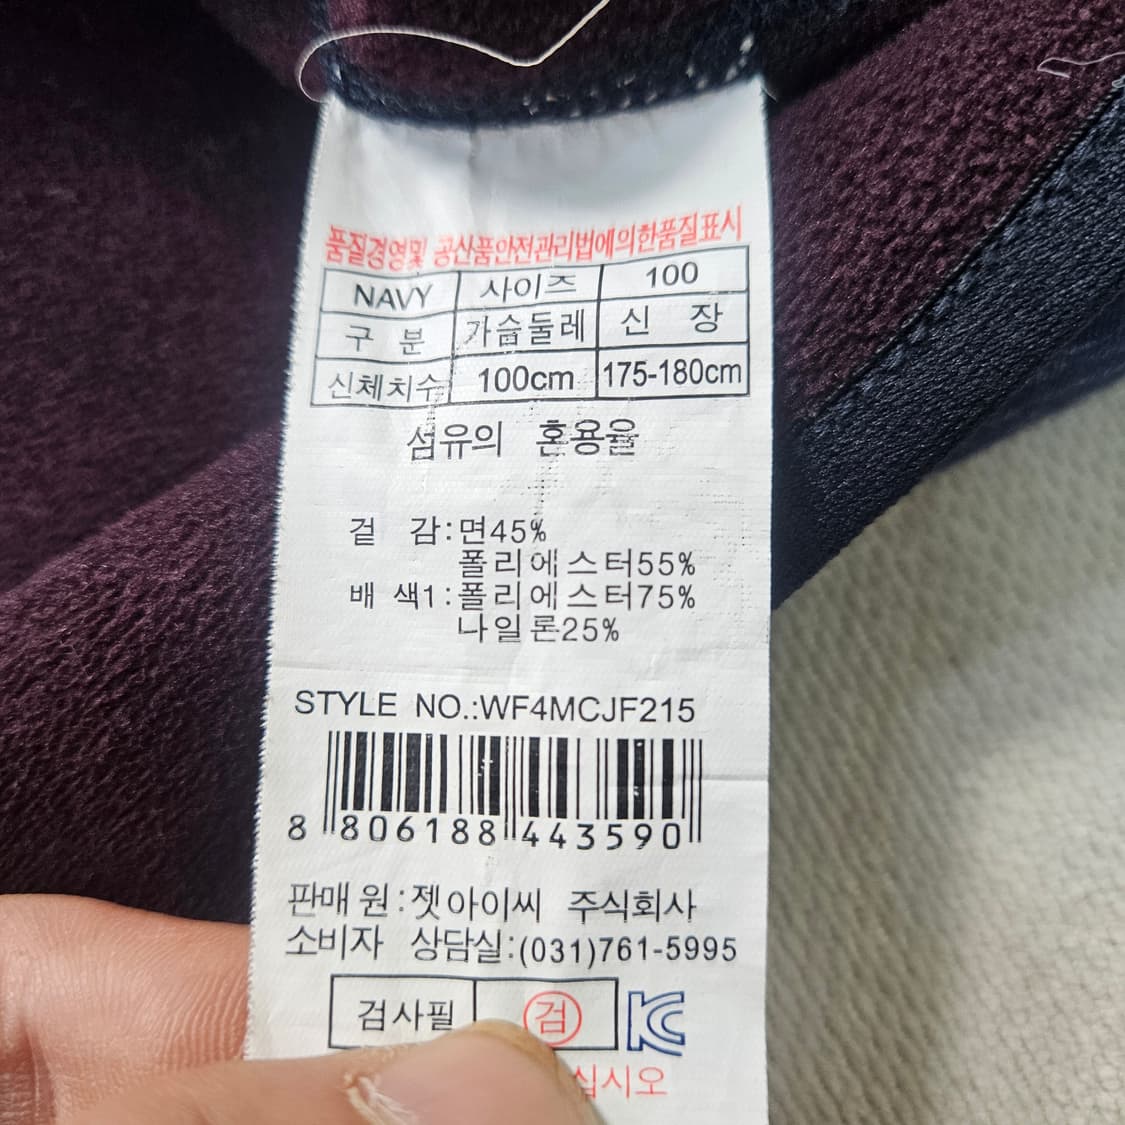 품질경영및 공산품안전관리법에의한품질표시
NAVY 사이즈 100
구 분 가슴둘레 신 장
신체치수 100cm 175-180cm
섬유의 혼용율
겉 감:면45%
폴리에스터55%
배 색1:폴리에스터75%
나일론25%
STYLE NO.:WF4MCJF215
8 806188 443590
판매원:젯아이씨 주식회사
소비자 상담실:(031)761-5995
검사필 검 KC
십시오